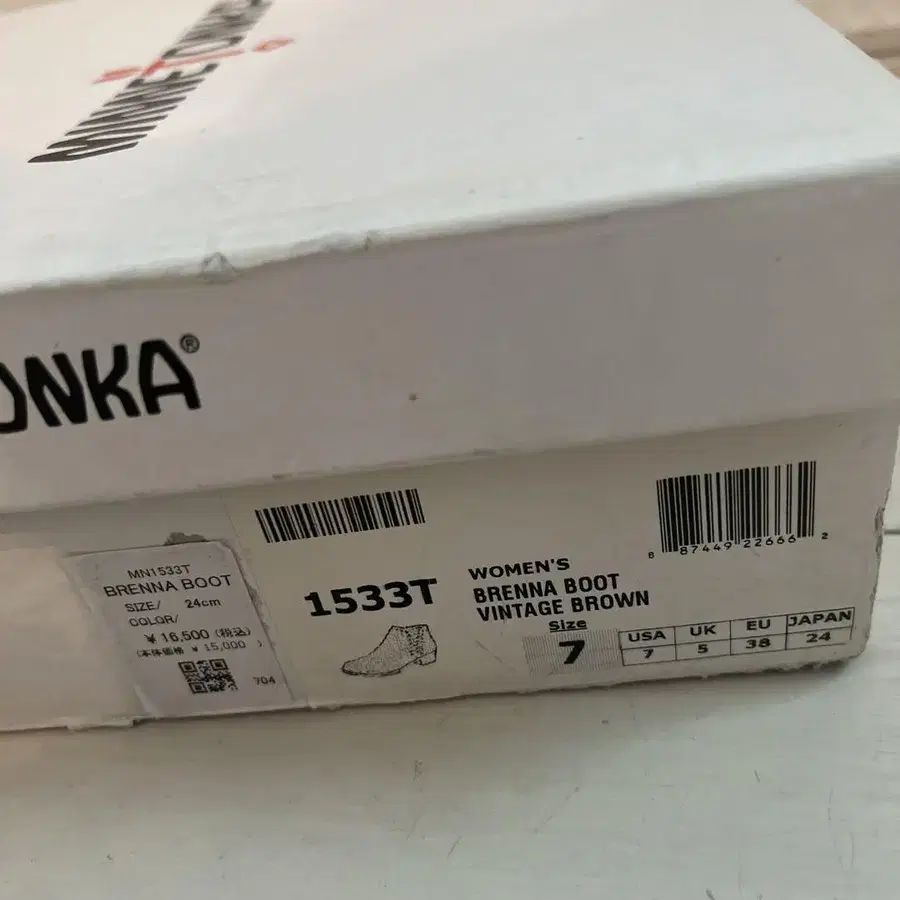 MINNETONKA
ONKA®
MN1533T
BRENNA BOOT
SIZE/ 24cm
COLOR/
¥ 16,500 (税込)
(本体価格 ¥ 15,000 )
704
1533T
WOMEN'S
BRENNA BOOT
VINTAGE BROWN
Size
7
USA UK EU JAPAN
7 5 38 24
8 87449 22666 2